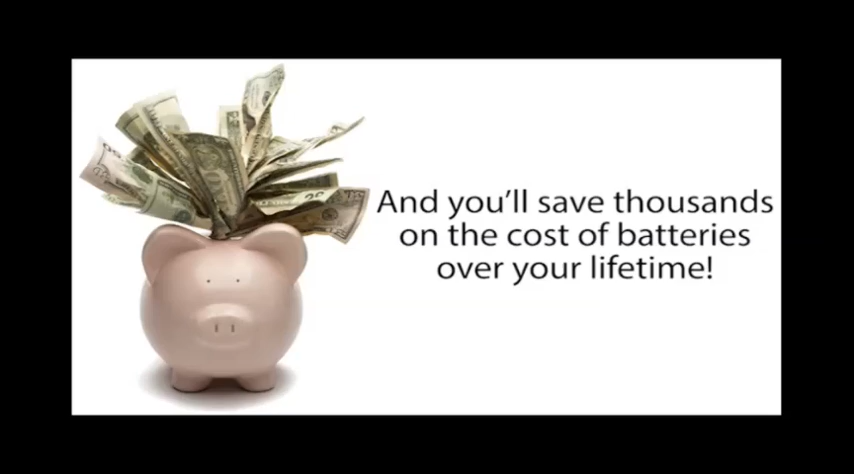 And you'll save thousands
on the cost of batteries
over your lifetime!